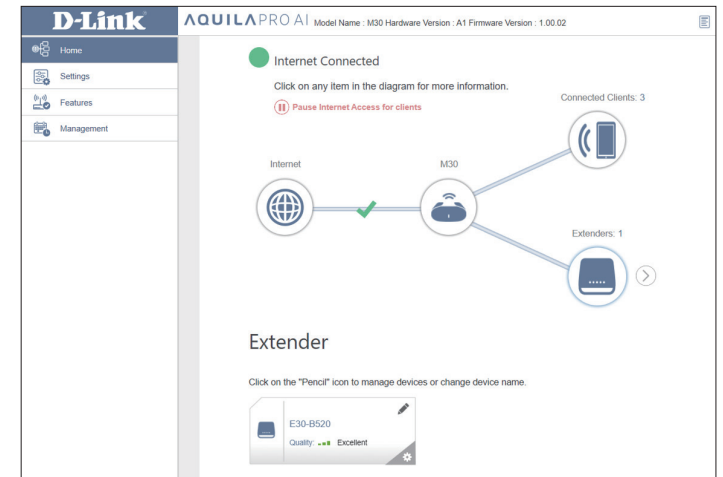 D-Link
AQUILA PRO AI Model Name : M30 Hardware Version : A1 Firmware Version : 1.00.02
Home
Settings
Features
Management
Internet Connected
Click on any item in the diagram for more information.
Pause Internet Access for clients
Connected Clients: 3
Internet
M30
Extenders: 1
Extender
Click on the "Pencil" icon to manage devices or change device name.
E30-B520
Quality: Excellent